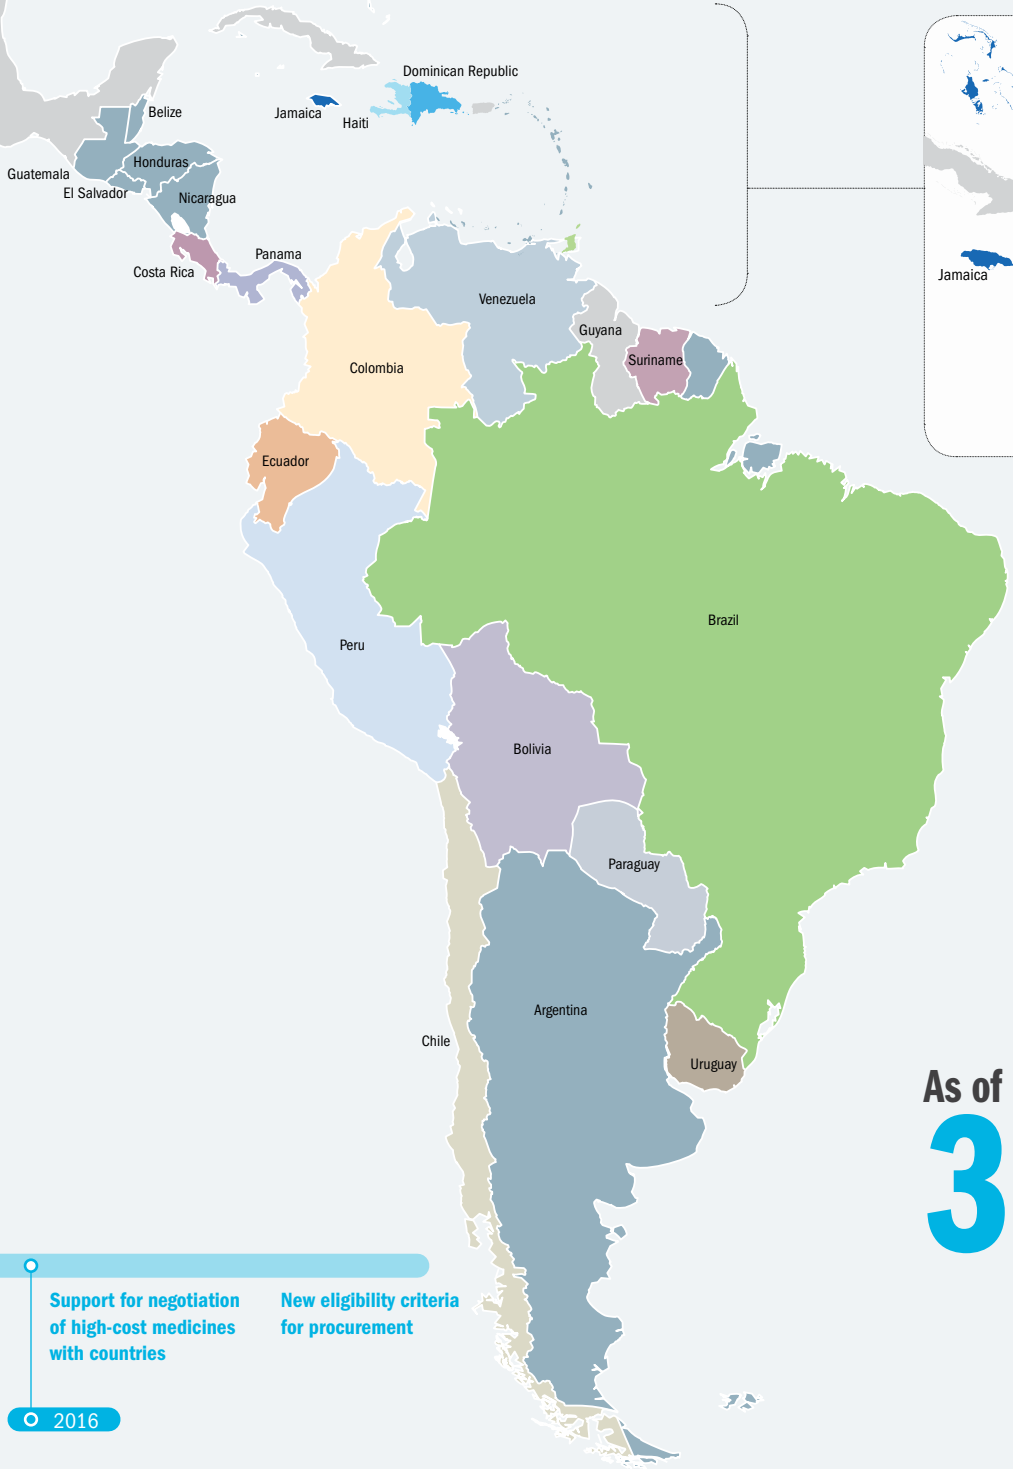 Dominican Republic
Belize
Jamaica
Haiti
Guatemala
Honduras
El Salvador
Nicaragua
Panama
Costa Rica
Jamaica
Venezuela
Guyana
Suriname
Colombia
Ecuador
Brazil
Peru
Bolivia
Paraguay
Argentina
Chile
Uruguay
As of
3
Support for negotiation
of high-cost medicines
with countries
New eligibility criteria
for procurement
2016